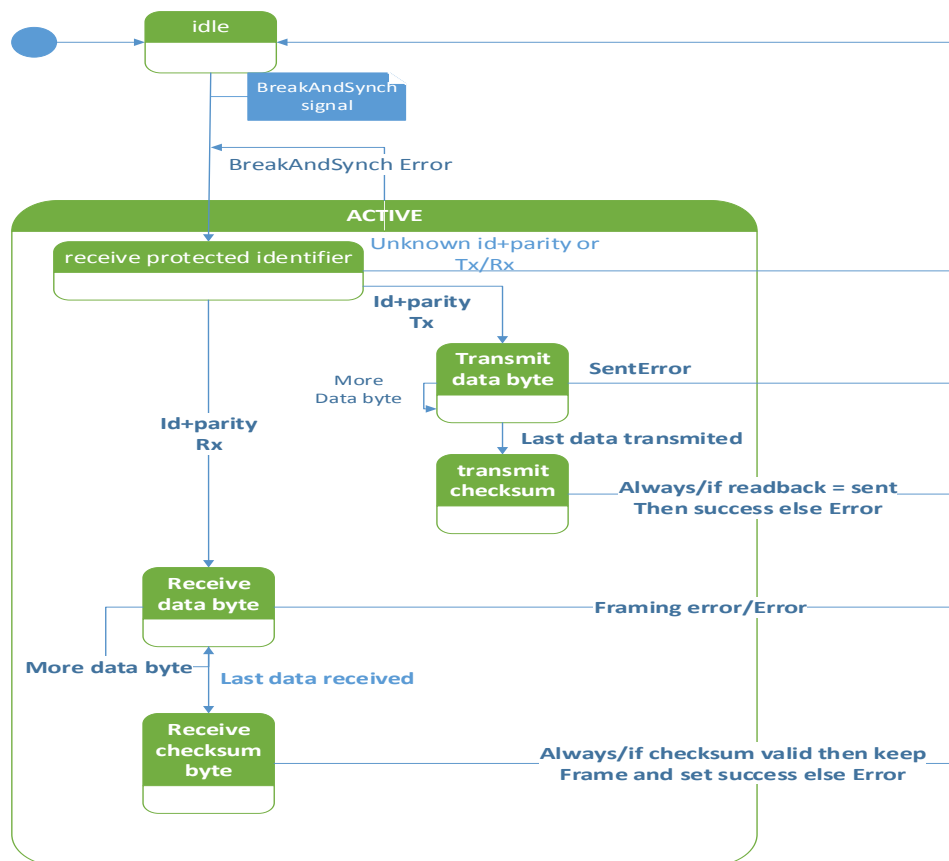 idle
BreakAndSynch
signal
BreakAndSynch Error
ACTIVE
receive protected identifier
Unknown id+parity or
Tx/Rx
Id+parity
Tx
Transmit
data byte
More
Data byte
SentError
Id+parity
Rx
Last data transmited
transmit
checksum
Always/if readback = sent
Then success else Error
Receive
data byte
Framing error/Error
More data byte
Last data received
Receive
checksum
byte
Always/if checksum valid then keep
Frame and set success else Error